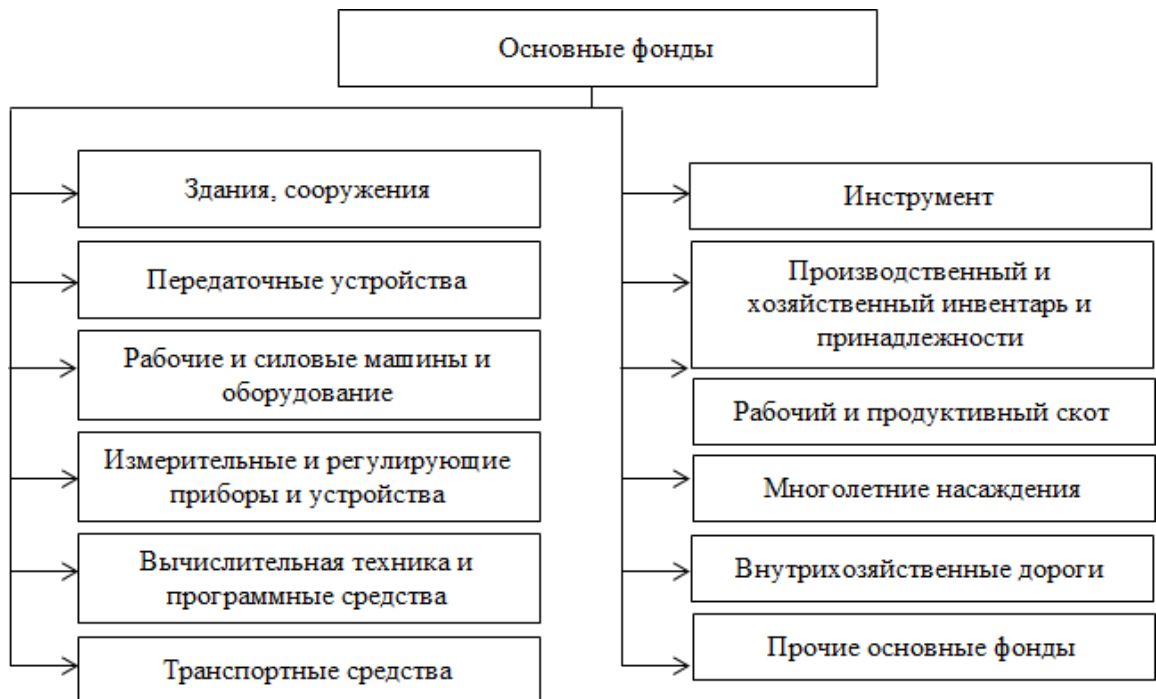 Основные фонды
Здания, сооружения
Передаточные устройства
Рабочие и силовые машины и
оборудование
Измерительные и регулирующие
приборы и устройства
Вычислительная техника и
программные средства
Транспортные средства
Инструмент
Производственный и
хозяйственный инвентарь и
принадлежности
Рабочий и продуктивный скот
Многолетние насаждения
Внутрихозяйственные дороги
Прочие основные фонды